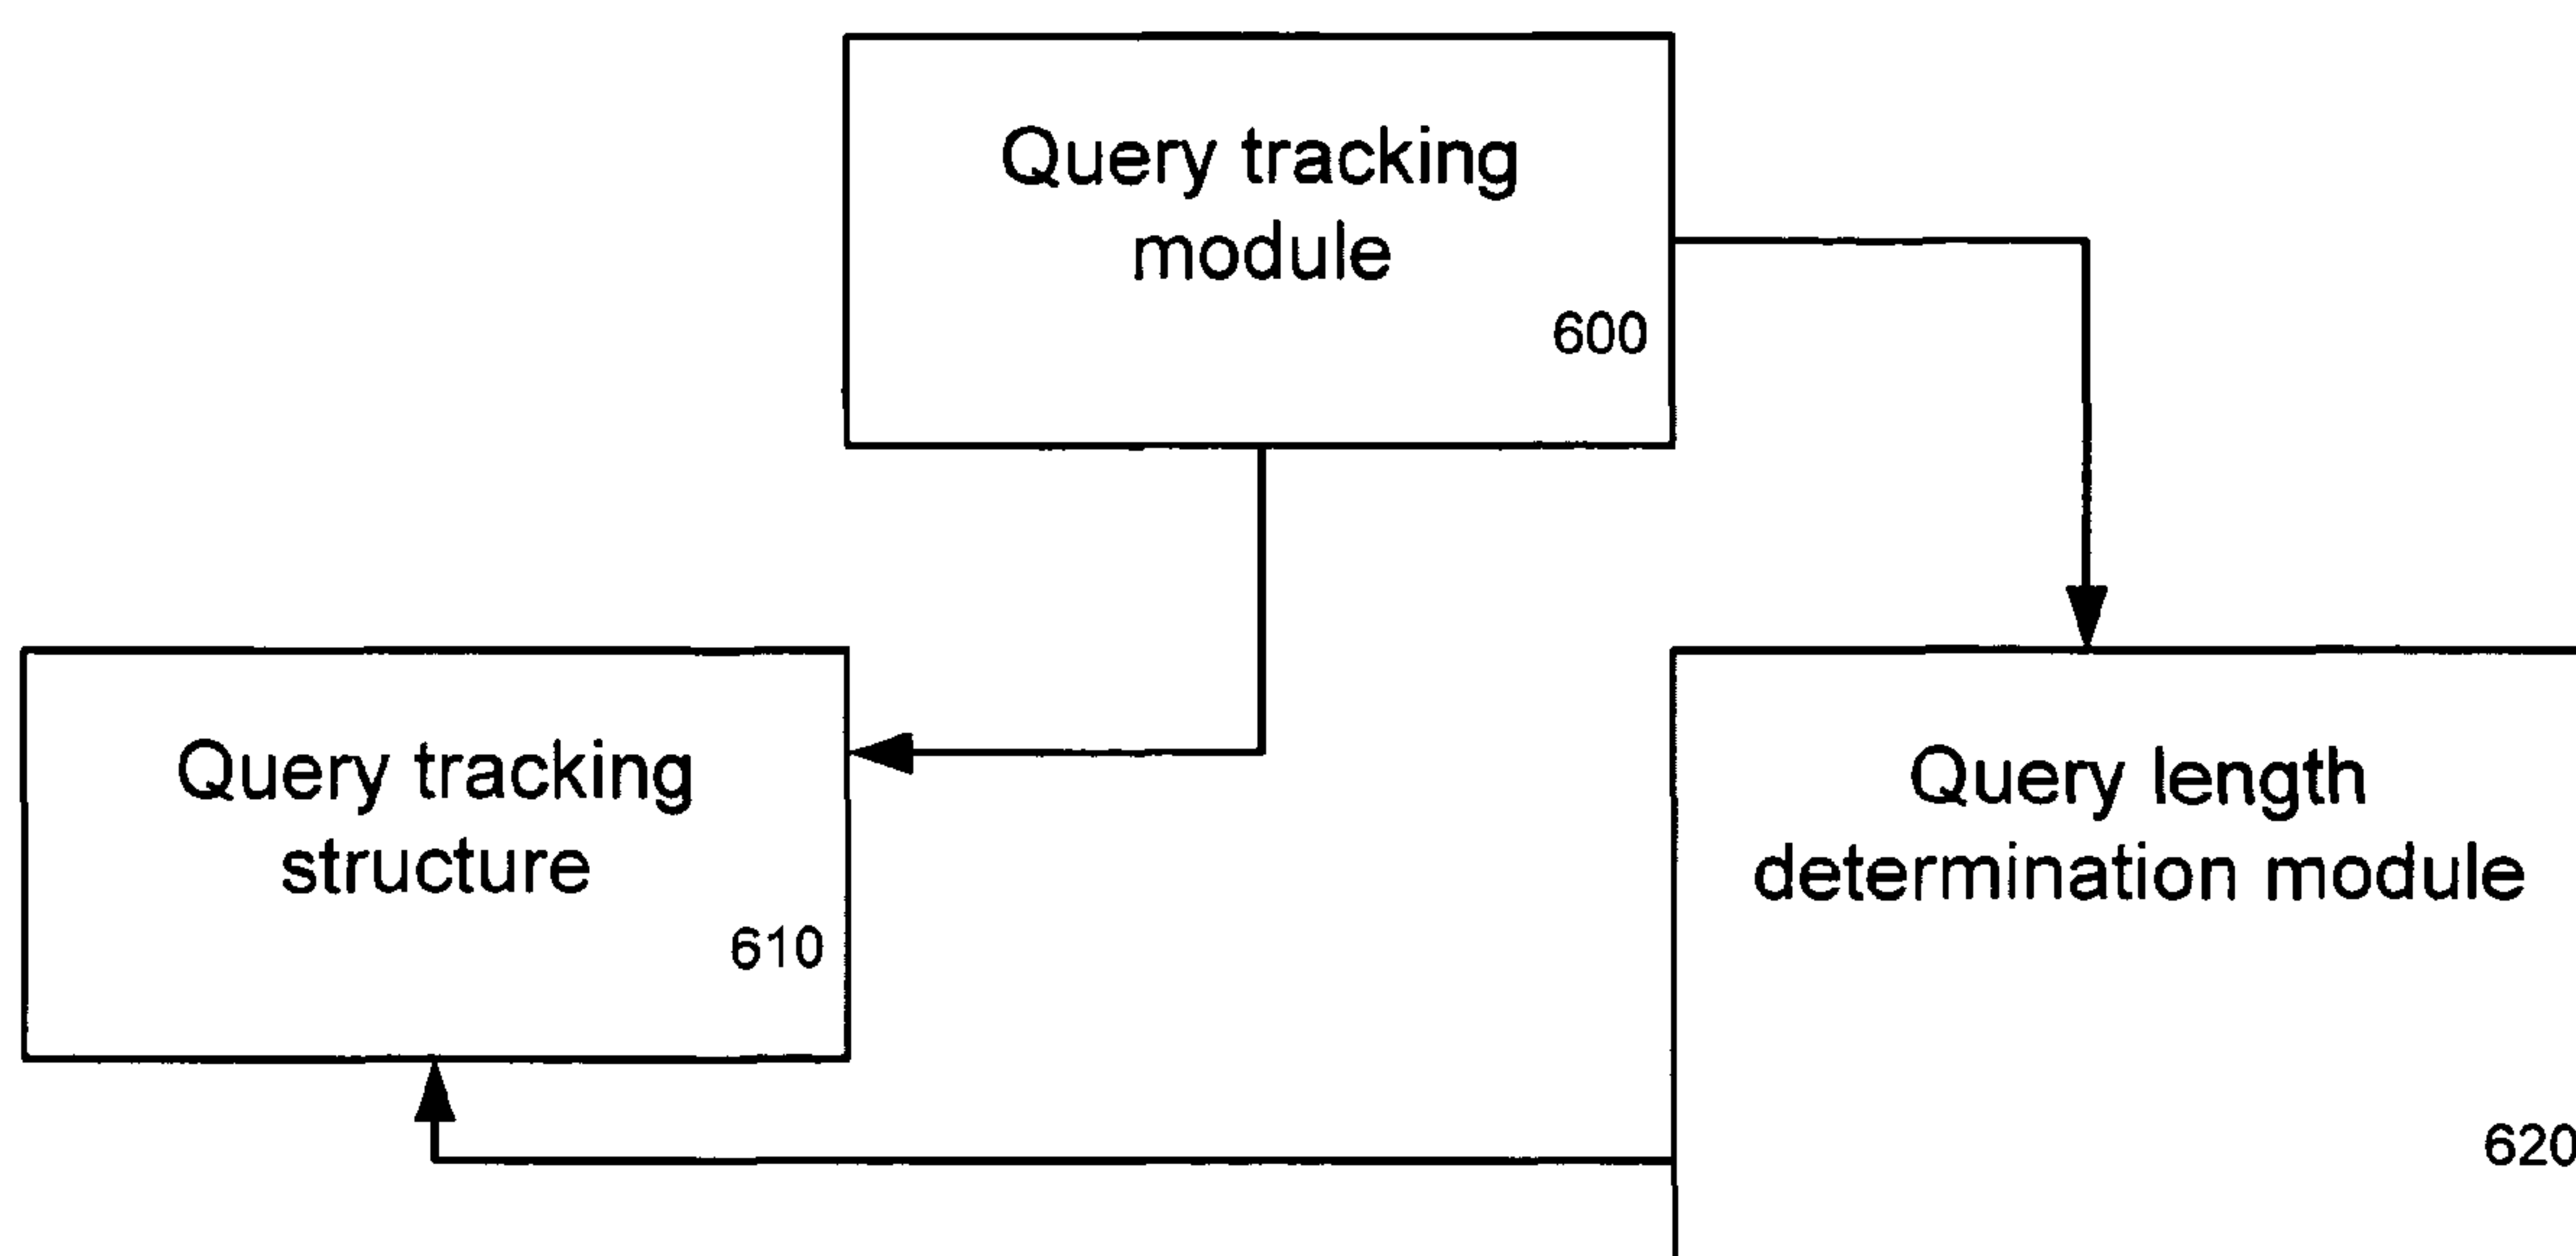 Query tracking
module
600
Query tracking
structure
610
Query length
determination module
620